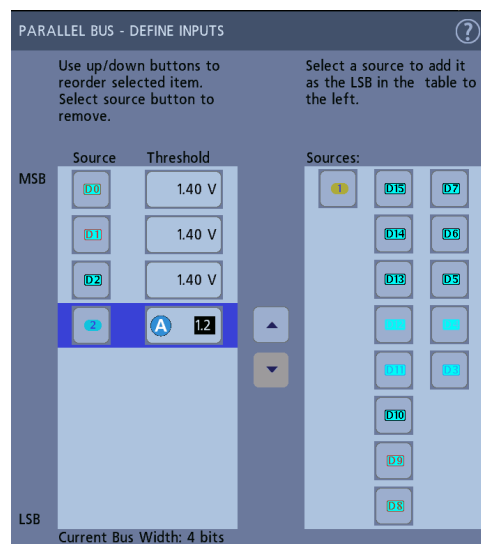 PARALLEL BUS - DEFINE INPUTS
?
Use up/down buttons to
reorder selected item.
Select source button to
remove.
Select a source to add it
as the LSB in the table to
the left.
Source Threshold
Sources:
MSB
D0 1.40 V
D1 1.40 V
D2 1.40 V
2 A 1.2
1 D15 D7
D14 D6
D13 D5
D11 D3
D10
D9
D8
LSB
Current Bus Width: 4 bits